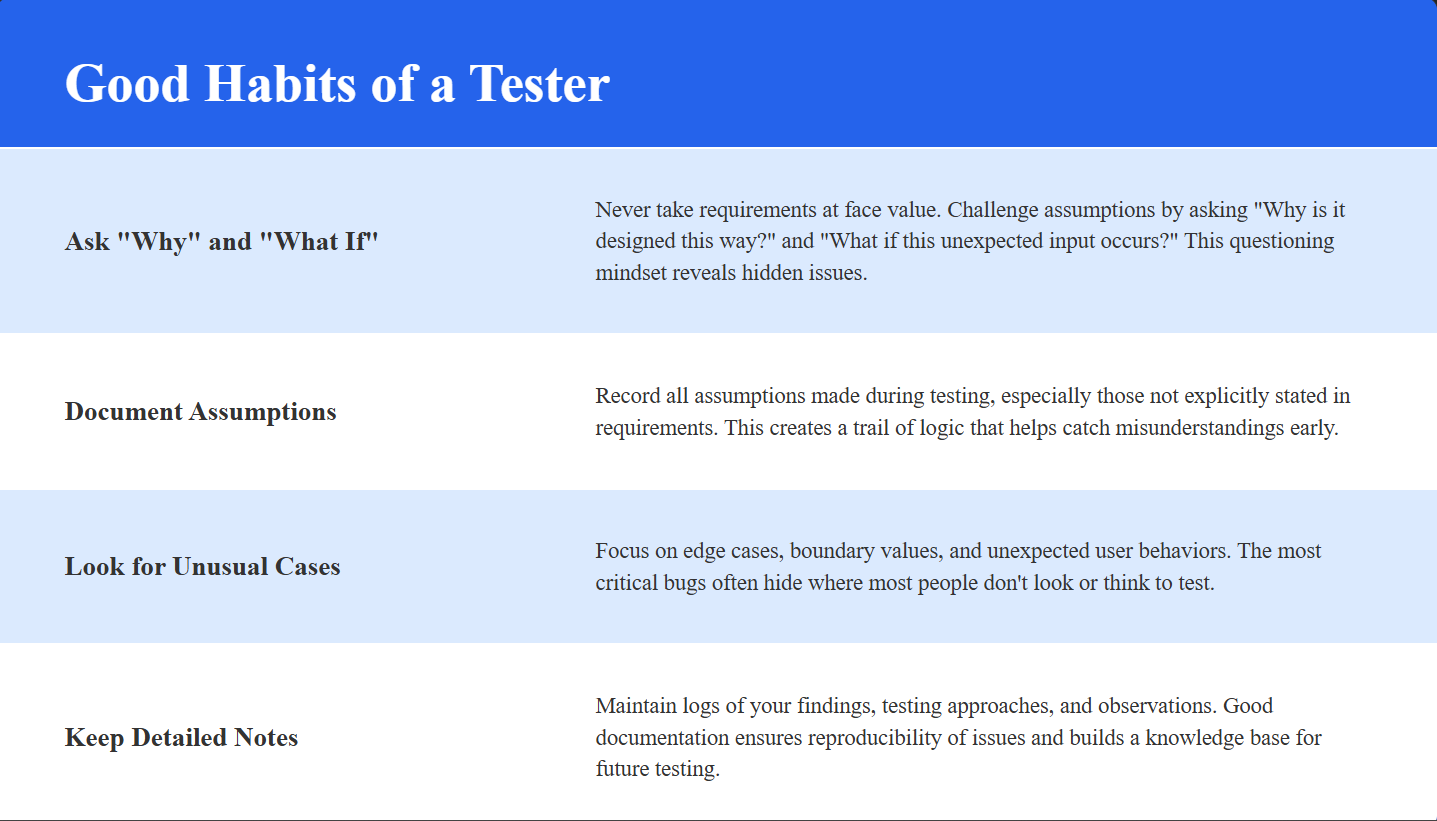 Good Habits of a Tester
Ask "Why" and "What If"
Never take requirements at face value. Challenge assumptions by asking "Why is it
designed this way?" and "What if this unexpected input occurs?" This questioning
mindset reveals hidden issues.
Document Assumptions
Record all assumptions made during testing, especially those not explicitly stated in
requirements. This creates a trail of logic that helps catch misunderstandings early.
Look for Unusual Cases
Focus on edge cases, boundary values, and unexpected user behaviors. The most
critical bugs often hide where most people don't look or think to test.
Keep Detailed Notes
Maintain logs of your findings, testing approaches, and observations. Good
documentation ensures reproducibility of issues and builds a knowledge base for
future testing.